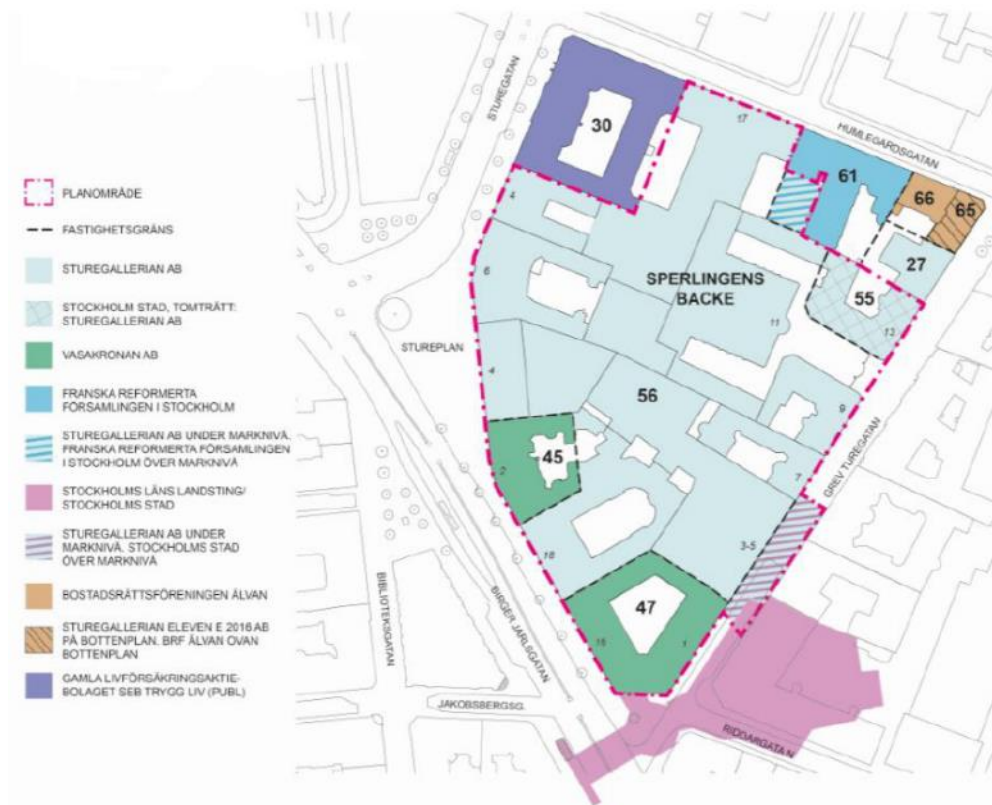 PLANOMRÅDE
FASTIGHETSGRÄNS
STUREGALLERIAN AB
STOCKHOLM STAD, TOMTRÄTT:
STUREGALLERIAN AB
VASAKRONAN AB
FRANSKA REFORMERTA
FÖRSAMLINGEN I STOCKHOLM
STUREGALLERIAN AB UNDER MARKNIVÅ.
FRANSKA REFORMERTA FÖRSAMLINGEN
I STOCKHOLM ÖVER MARKNIVÅ
STOCKHOLMS LÄNS LANDSTING/
STOCKHOLMS STAD
STUREGALLERIAN AB UNDER
MARKNIVÅ. STOCKHOLMS STAD
ÖVER MARKNIVÅ
BOSTADSRÄTTSFÖRENINGEN ÄLVAN
STUREGALLERIAN ELEVEN E 2016 AB
PÅ BOTTENPLAN. BRF ÄLVAN OVAN
BOTTENPLAN
GAMLA LIVFÖRSÄKRINGSAKTIE-
BOLAGET SEB TRYGG LIV (PUBL)
STUREGATAN
30
17
HUMLEGÅRDSGATAN
61
66
65
4
27
SPERLINGENS
BACKE
55
6
11
13
STUREPLAN
4
56
9
45
2
7
GREV TUREGATAN
3-5
18
47
16
1
BIBLIOTEKSGATAN
BIRGER JARLSGATAN
JAKOBSBERGSG.
RIDDARGATAN